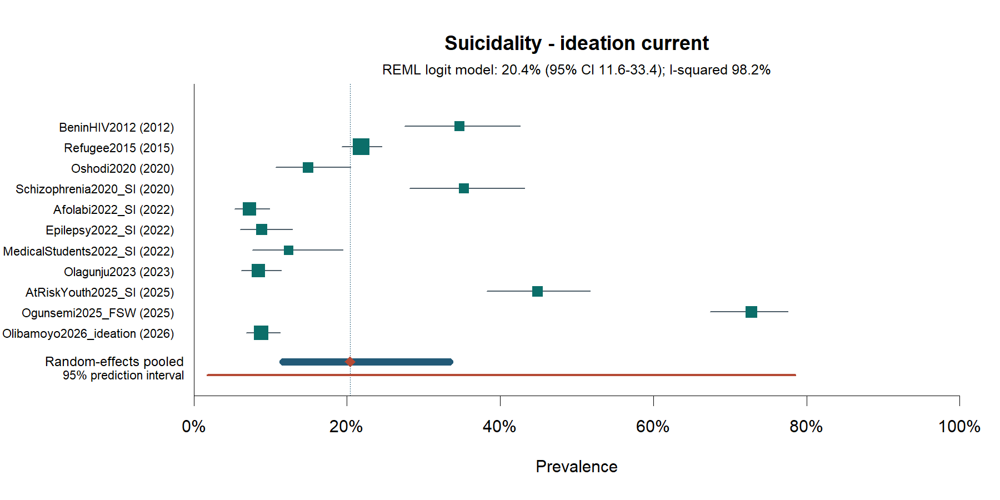 Suicidality - ideation current
REML logit model: 20.4% (95% CI 11.6-33.4); I-squared 98.2%
BeninHIV2012 (2012)
Refugee2015 (2015)
Oshodi2020 (2020)
Schizophrenia2020_SI (2020)
Afolabi2022_SI (2022)
Epilepsy2022_SI (2022)
MedicalStudents2022_SI (2022)
Olagunju2023 (2023)
AtRiskYouth2025_SI (2025)
Ogunsemi2025_FSW (2025)
Olibamoyo2026_ideation (2026)
Random-effects pooled
95% prediction interval
0% 20% 40% 60% 80% 100%
Prevalence